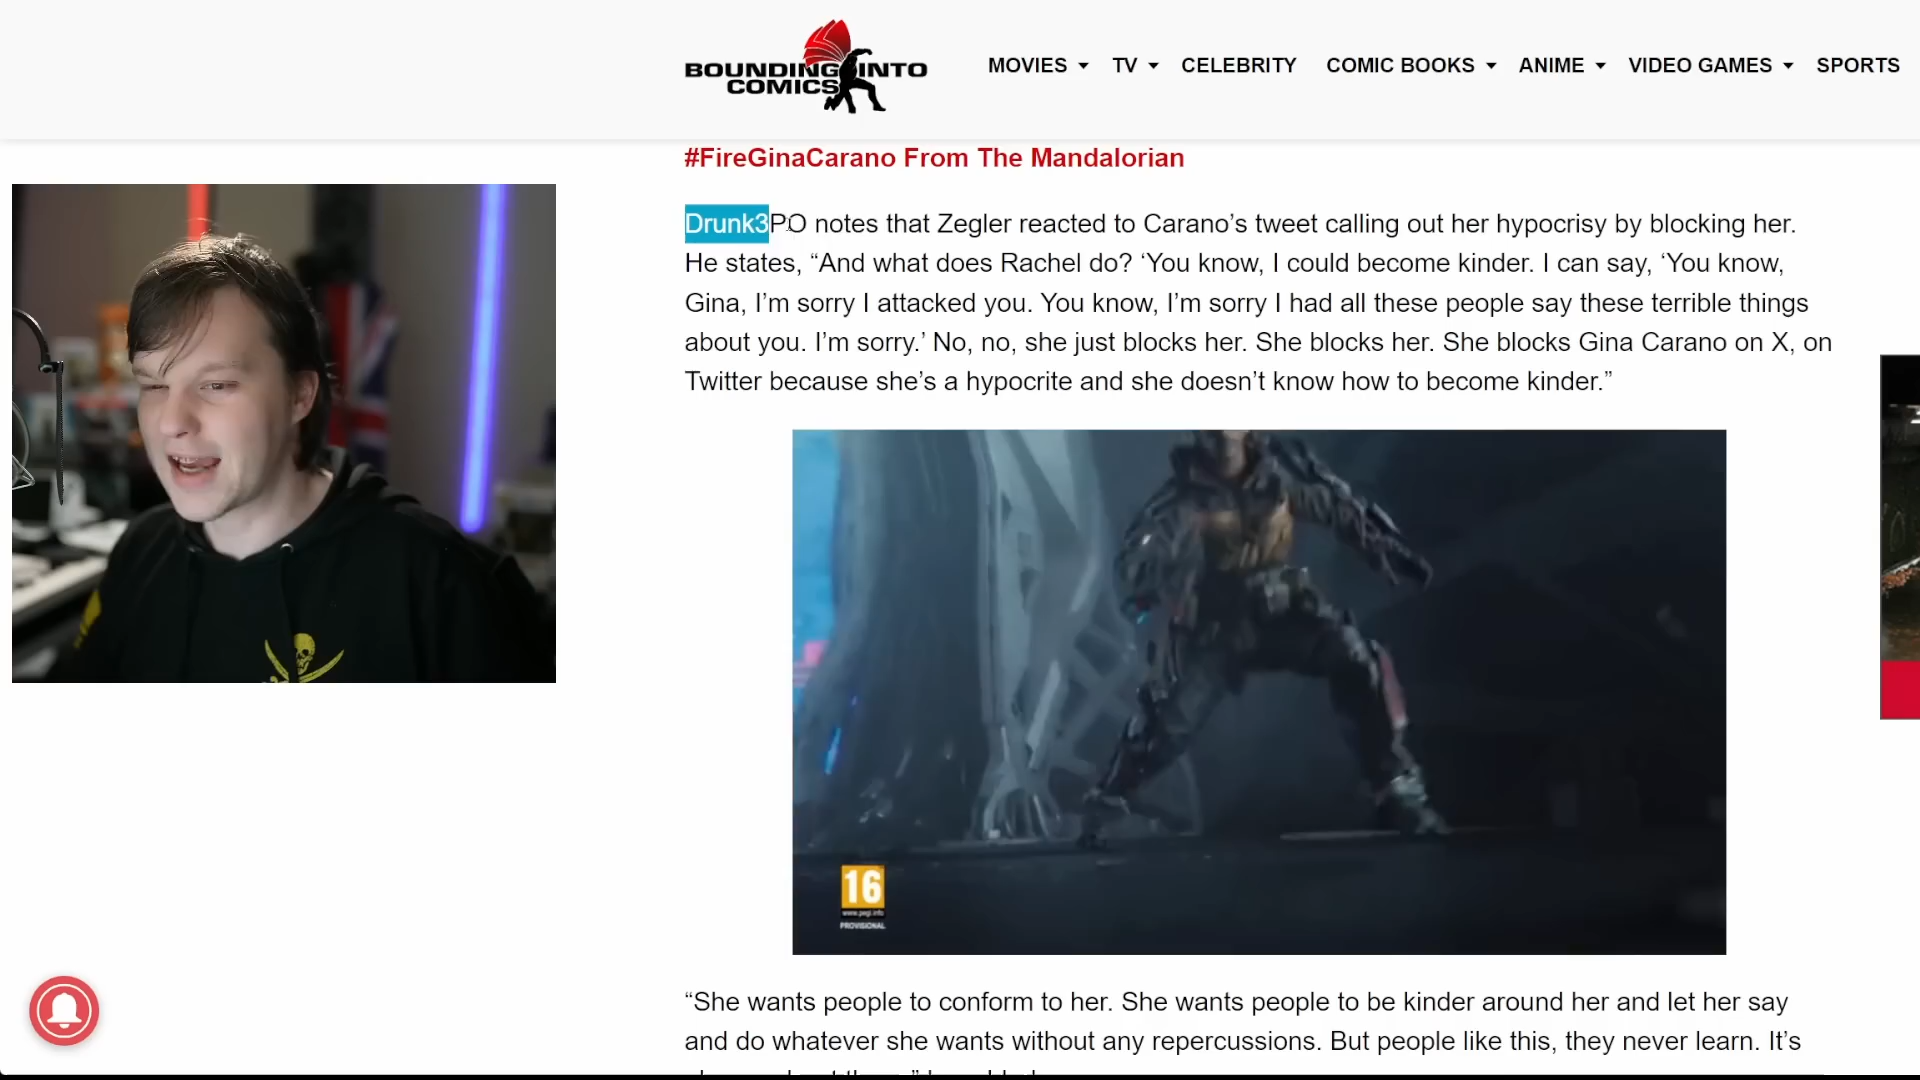 BOUNDING INTO
COMICS
MOVIES TV CELEBRITY COMIC BOOKS ANIME VIDEO GAMES SPORTS
#FireGinaCarano From The Mandalorian
Drunk3PO notes that Zegler reacted to Carano’s tweet calling out her hypocrisy by blocking her.
He states, “And what does Rachel do? ‘You know, I could become kinder. I can say, ‘You know,
Gina, I’m sorry I attacked you. You know, I’m sorry I had all these people say these terrible things
about you. I’m sorry.’ No, no, she just blocks her. She blocks her. She blocks Gina Carano on X, on
Twitter because she’s a hypocrite and she doesn’t know how to become kinder.”
16
www.pegi.info
PROVISIONAL
“She wants people to conform to her. She wants people to be kinder around her and let her say
and do whatever she wants without any repercussions. But people like this, they never learn. It’s